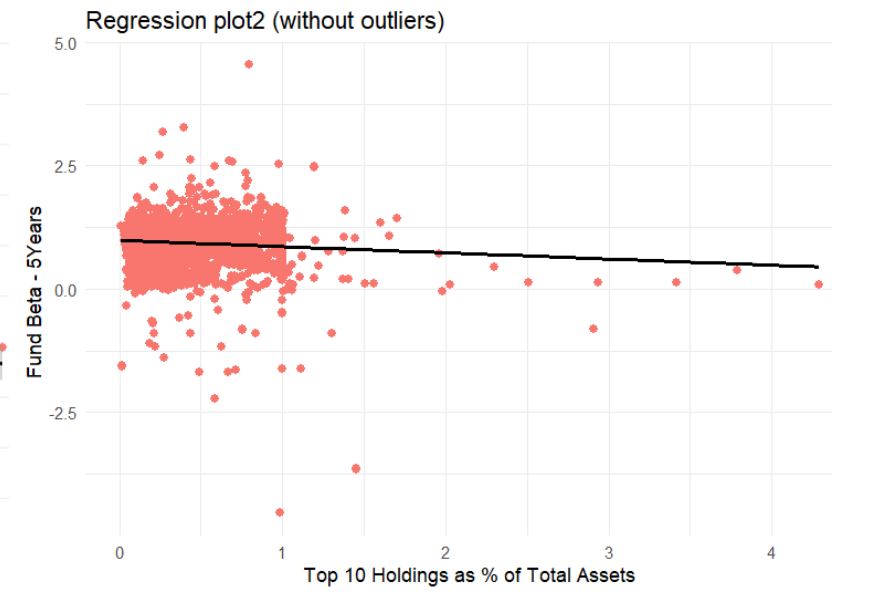 Regression plot2 (without outliers)
5.0
2.5
0.0
-2.5
Fund Beta - 5Years
0 1 2 3 4
Top 10 Holdings as % of Total Assets